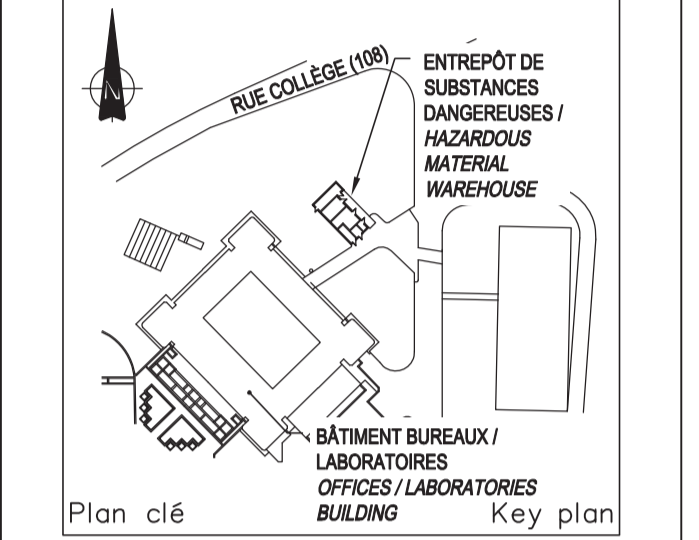 N
RUE COLLÈGE (108)
ENTREPÔT DE
SUBSTANCES
DANGEREUSES /
HAZARDOUS
MATERIAL
WAREHOUSE
BÂTIMENT BUREAUX /
LABORATOIRES
OFFICES / LABORATORIES
BUILDING
Plan clé
Key plan